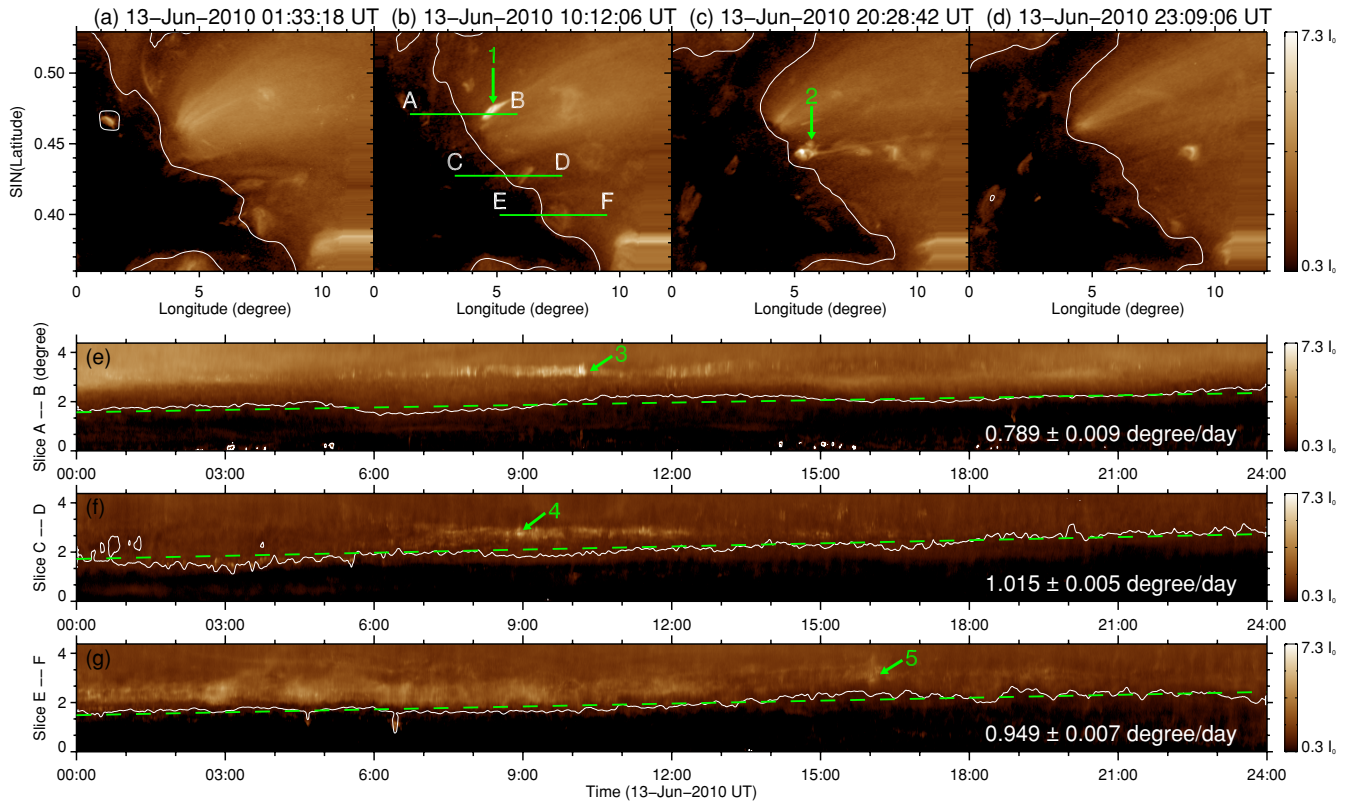 (a) 13-Jun-2010 01:33:18 UT
(b) 13-Jun-2010 10:12:06 UT
(c) 13-Jun-2010 20:28:42 UT
(d) 13-Jun-2010 23:09:06 UT
SIN(Latitude)
0.50
0.45
0.40
1
A B
C D
E F
2
7.3 I₀
0.3 I₀
0 5 10
0 5 10
0 5 10
0 5 10
Longitude (degree)
Longitude (degree)
Longitude (degree)
Longitude (degree)
Slice A -- B (degree)
4
2
0
(e)
3
0.789 ± 0.009 degree/day
7.3 I₀
0.3 I₀
00:00 03:00 6:00 9:00 12:00 15:00 18:00 21:00 24:00
Slice C -- D
4
2
0
(f)
4
1.015 ± 0.005 degree/day
7.3 I₀
0.3 I₀
00:00 03:00 6:00 9:00 12:00 15:00 18:00 21:00 24:00
Slice E -- F
4
2
0
(g)
5
0.949 ± 0.007 degree/day
7.3 I₀
0.3 I₀
00:00 03:00 6:00 9:00 12:00 15:00 18:00 21:00 24:00
Time (13-Jun-2010 UT)